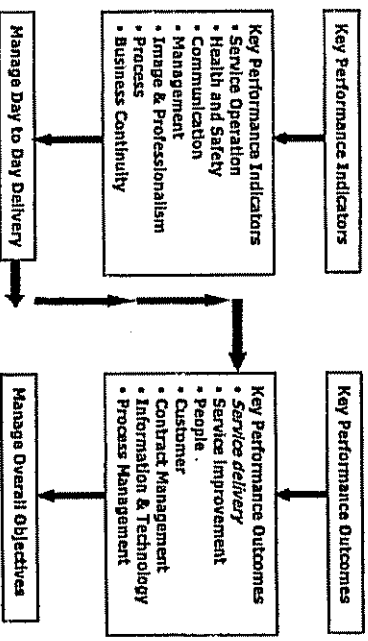 Key Performance Indicators
Key Performance Indicators
• Service Operation
• Health and Safety
• Communication
• Management
• Image & Professionalism
• Process
• Business Continuity
Manage Day to Day Delivery
Key Performance Outcomes
Key Performance Outcomes
• Service delivery
• Service Improvement
• People .
• Customer
• Contract Management
• Information & Technology
• Process Management
Manage Overall Objectives